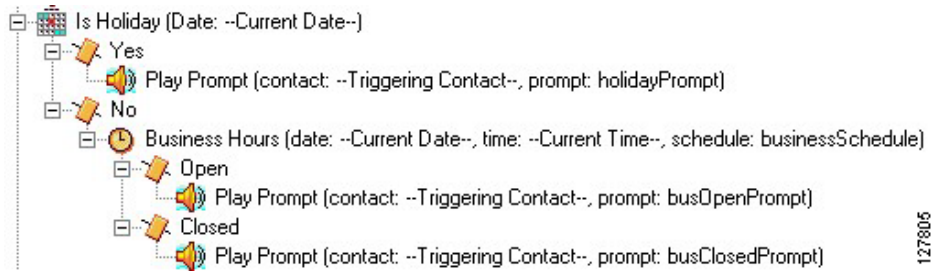 Is Holiday (Date: --Current Date--)
Yes
Play Prompt (contact: --Triggering Contact--, prompt: holidayPrompt)
No
Business Hours (date: --Current Date--, time: --Current Time--, schedule: businessSchedule)
Open
Play Prompt (contact: --Triggering Contact--, prompt: busOpenPrompt)
Closed
Play Prompt (contact: --Triggering Contact--, prompt: busClosedPrompt)
127805